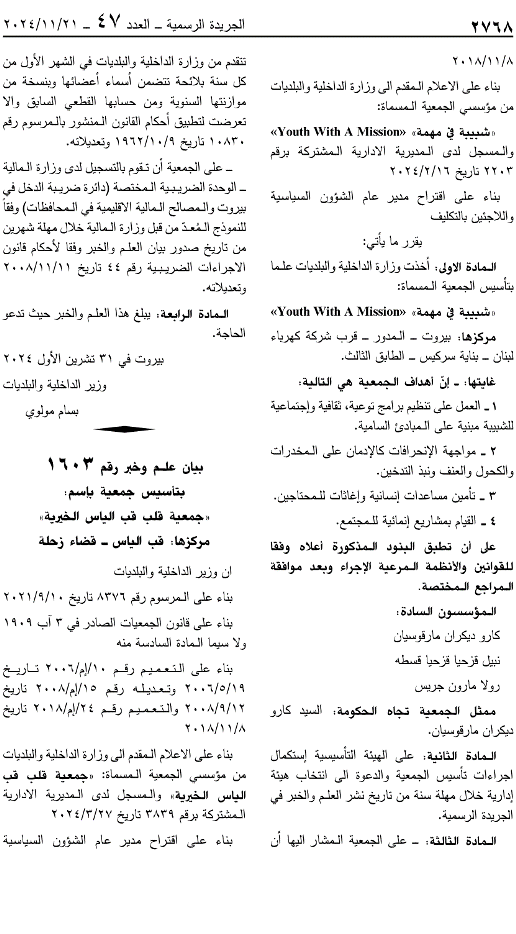 ٢٧٦٨
الجريدة الرسمية ــ العدد ٤٧ ــ ٢٠٢٤/١١/٢١
٢٠١٨/١١/٨
بناء على الاعلام المقدم الى وزارة الداخلية والبلديات
من مؤسسي الجمعية المسماة:
«شبيبة في مهمة» «Youth With A Mission»
والمسجل لدى المديرية الادارية المشتركة برقم
٢٢٠٣ تاريخ ٢٠٢٤/٢/١٦
بناء على اقتراح مدير عام الشؤون السياسية
واللاجئين بالتكليف
يقرر ما يأتي:
المادة الاولى: أخذت وزارة الداخلية والبلديات علما
بتأسيس الجمعية المسماة:
«شبيبة في مهمة» «Youth With A Mission»
مركزها: بيروت ــ المدور ــ قرب شركة كهرباء
لبنان ــ بناية سركيس ــ الطابق الثالث.
غايتها: ــ إنّ أهداف الجمعية هي التالية:
١ ــ العمل على تنظيم برامج توعية، ثقافية وإجتماعية
للشبيبة مبنية على المبادئ السامية.
٢ ــ مواجهة الإنحرافات كالإدمان على المخدرات
والكحول والعنف ونبذ التدخين.
٣ ــ تأمين مساعدات إنسانية وإغاثات للمحتاجين.
٤ ــ القيام بمشاريع إنمائية للمجتمع.
على أن تطبق البنود المذكورة أعلاه وفقا
للقوانين والأنظمة المرعية الإجراء وبعد موافقة
المراجع المختصة.
المؤسسون السادة:
كارو ديكران مارقوسيان
نبيل قزحيا قزحيا قسطه
رولا مارون جريس
ممثل الجمعية تجاه الحكومة: السيد كارو
ديكران مارقوسيان.
المادة الثانية: على الهيئة التأسيسية إستكمال
اجراءات تأسيس الجمعية والدعوة الى انتخاب هيئة
إدارية خلال مهلة سنة من تاريخ نشر العلم والخبر في
الجريدة الرسمية.
المادة الثالثة: ــ على الجمعية المشار اليها أن
تتقدم من وزارة الداخلية والبلديات في الشهر الأول من
كل سنة بلائحة تتضمن أسماء أعضائها وبنسخة من
موازنتها السنوية ومن حسابها القطعي السابق والا
تعرضت لتطبيق أحكام القانون المنشور بالمرسوم رقم
١٠٨٣٠ تاريخ ١٩٦٢/١٠/٩ وتعديلاته.
ــ على الجمعية أن تقوم بالتسجيل لدى وزارة المالية
ــ الوحدة الضريبية المختصة (دائرة ضريبة الدخل في
بيروت والمصالح المالية الاقليمية في المحافظات) وفقاً
للنموذج المُعدّ من قبل وزارة المالية خلال مهلة شهرين
من تاريخ صدور بيان العلم والخبر وفقا لأحكام قانون
الاجراءات الضريبية رقم ٤٤ تاريخ ٢٠٠٨/١١/١١
وتعديلاته.
المادة الرابعة: يبلغ هذا العلم والخبر حيث تدعو
الحاجة.
بيروت في ٣١ تشرين الأول ٢٠٢٤
وزير الداخلية والبلديات
بسام مولوي
بيان علم وخبر رقم ١٦٠٣
بتأسيس جمعية بإسم:
«جمعية قلب قب الياس الخيرية»
مركزها: قب الياس ــ قضاء زحلة
ان وزير الداخلية والبلديات
بناء على المرسوم رقم ٨٣٧٦ تاريخ ٢٠٢١/٩/١٠
بناء على قانون الجمعيات الصادر في ٣ آب ١٩٠٩
ولا سيما المادة السادسة منه
بناء على التعميم رقم ١٠/إم/٢٠٠٦ تاريخ
٢٠٠٦/٥/١٩ وتعديله رقم ١٥/إم/٢٠٠٨ تاريخ
٢٠٠٨/٩/١٢ والتعميم رقم ٢٤/إم/٢٠١٨ تاريخ
٢٠١٨/١١/٨
بناء على الاعلام المقدم الى وزارة الداخلية والبلديات
من مؤسسي الجمعية المسماة: «جمعية قلب قب
الياس الخيرية» والمسجل لدى المديرية الادارية
المشتركة برقم ٣٨٣٩ تاريخ ٢٠٢٤/٣/٢٧
بناء على اقتراح مدير عام الشؤون السياسية